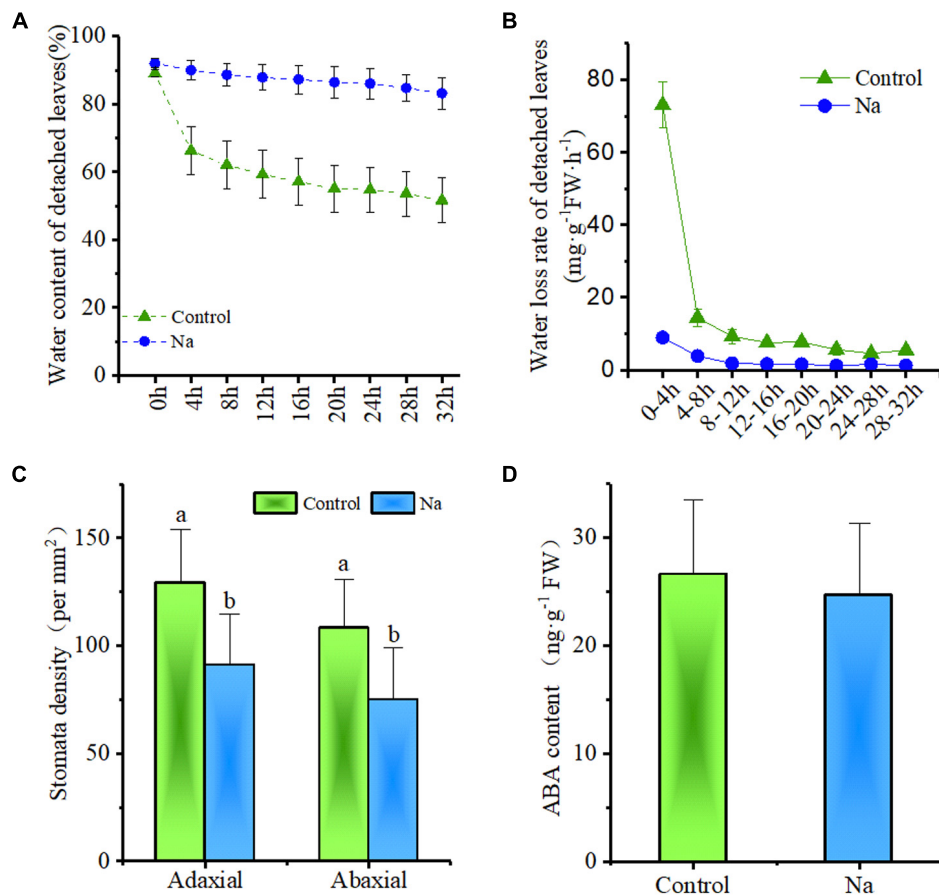 A
Water content of detached leaves(%)
100
80
60
40
20
0
Control
Na
0h
4h
8h
12h
16h
20h
24h
28h
32h
B
Water loss rate of detached leaves
(mg·g⁻¹FW·h⁻¹)
80
60
40
20
0
Control
Na
0-4h
4-8h
8-12h
12-16h
16-20h
20-24h
24-28h
28-32h
C
Stomata density（per mm²）
150
100
50
0
Control
Na
a
b
a
b
Adaxial
Abaxial
D
ABA content （ng·g⁻¹ FW）
30
20
10
0
Control
Na